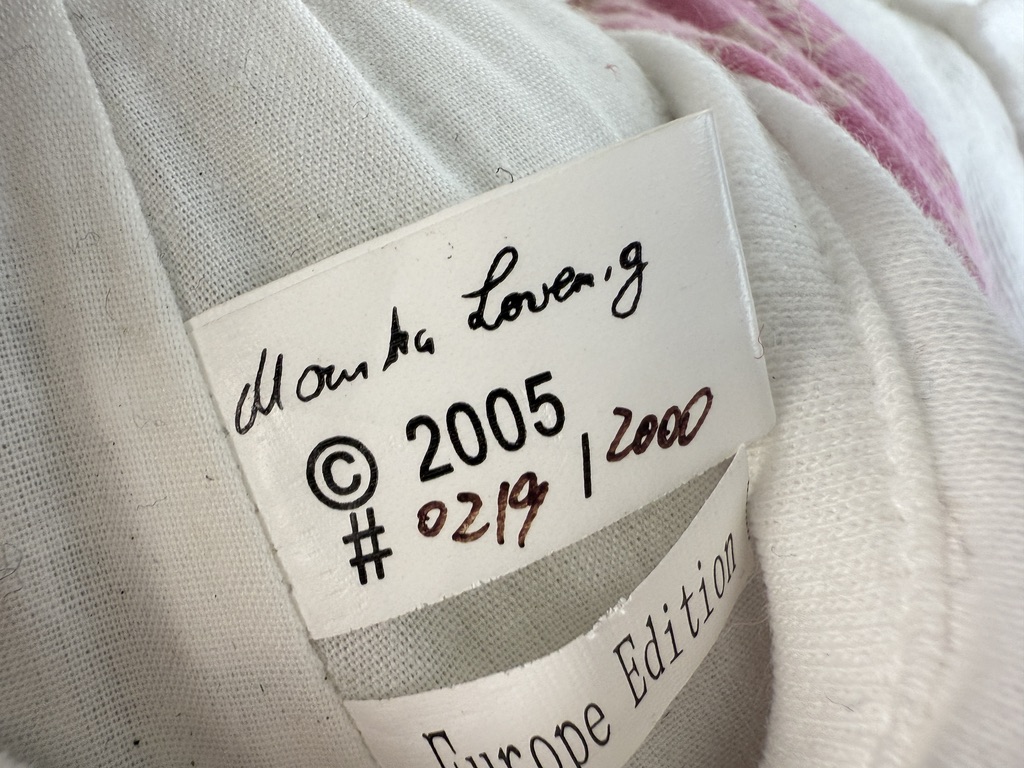 Monika Levenig
© 2005
# 0219 / 2000
Europe Edition